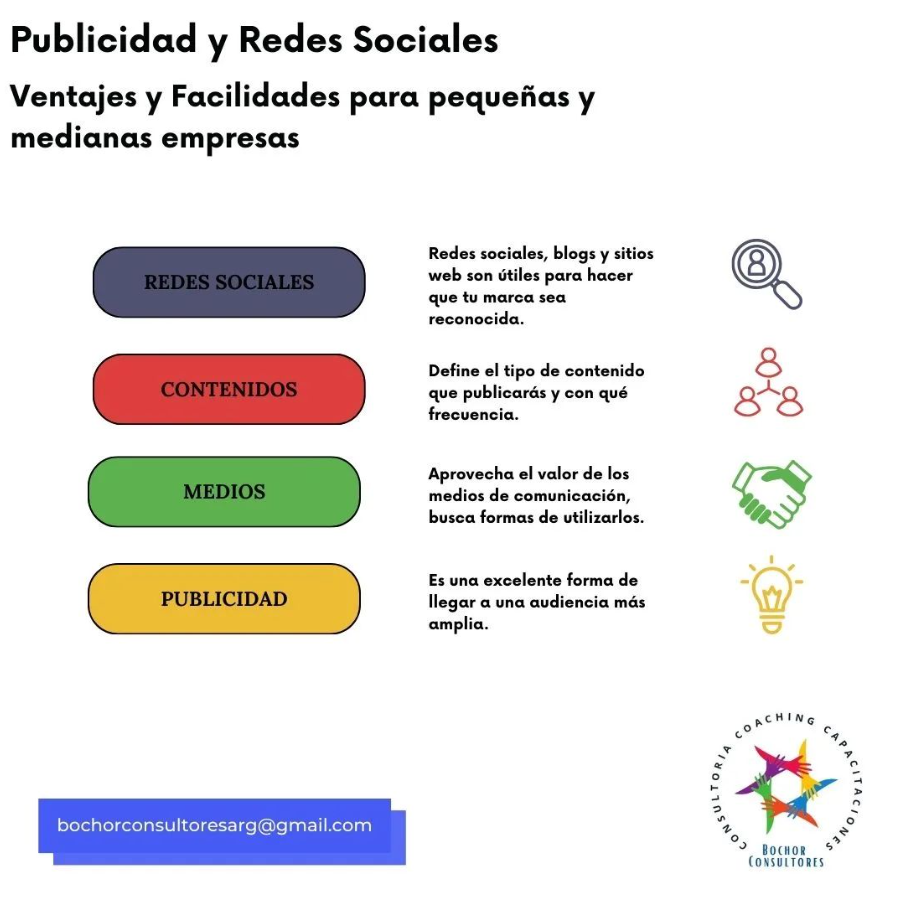 Publicidad y Redes Sociales
Ventajes y Facilidades para pequeñas y
medianas empresas
REDES SOCIALES
Redes sociales, blogs y sitios
web son útiles para hacer
que tu marca sea
reconocida.
CONTENIDOS
Define el tipo de contenido
que publicarás y con qué
frecuencia.
MEDIOS
Aprovecha el valor de los
medios de comunicación,
busca formas de utilizarlos.
PUBLICIDAD
Es una excelente forma de
llegar a una audiencia más
amplia.
bochorconsultoresarg@gmail.com
CONSULTORIA COACHING CAPACITACIONES
BOCHOR
CONSULTORES